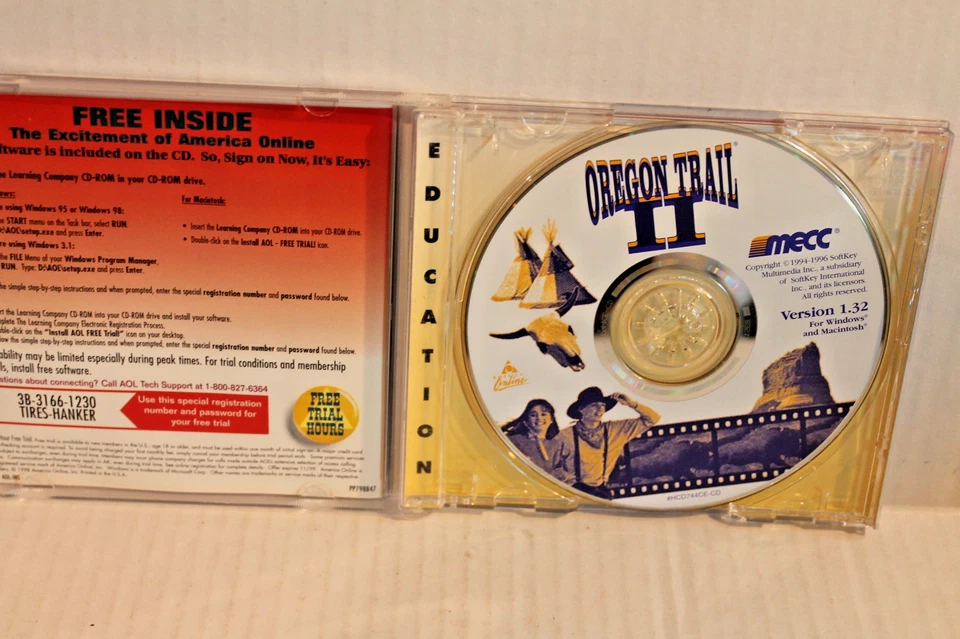 FREE INSIDE
The Excitement of America Online
ftware is included on the CD. So, Sign on Now, It's Easy:
Learning Company CD-ROM in your CD-ROM drive.
For Macintosh:
using Windows 95 or Windows 98:
START menu on the Task bar, select RUN.
D:\AOL\setup.exe and press Enter.
using Windows 3.1:
the FILE Menu of your Windows Program Manager,
RUN. Type: D:\AOL\setup.exe and press Enter.
• Insert the Learning Company CD-ROM into your CD-ROM drive.
• Double-click on the Install AOL - FREE TRIAL! icon.
the simple step-by-step instructions and when prompted, enter the special registration number and password found below.
CD-ROM into your CD-ROM drive and install your software.
The Learning Company Electronic Registration Process.
on the "Install AOL FREE Trial!" icon on your desktop.
the simple step-by-step instructions and when prompted, enter the special registration number and password found below.
ability may be limited especially during peak times. For trial conditions and membership
ls, install free software.
about connecting? Call AOL Tech Support at 1-800-827-6364
3B-3166-1230
TIRES-HANKER
Use this special registration
number and password for
your free trial
FREE
TRIAL
HOURS
PP798847
EDUCATION
OREGON TRAIL®
II
mecc®
Copyright ©1994-1996 SoftKey
Multimedia Inc., a subsidiary
of SoftKey International
Inc., and its licensors.
All rights reserved.
Version 1.32
For Windows®
and Macintosh®
#HCD744CE-CD